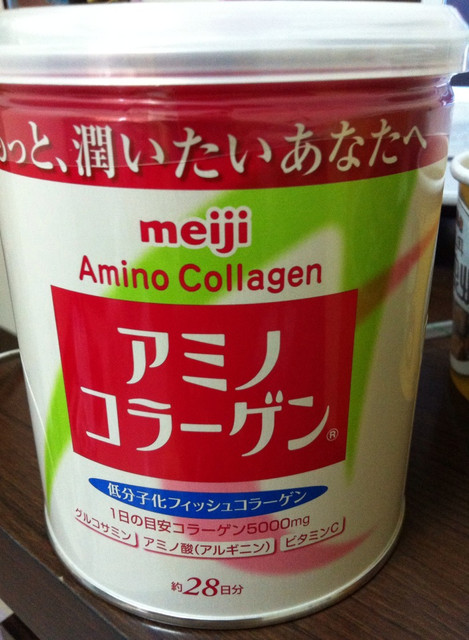 もっと、潤いたいあなたへ
meiji
Amino Collagen
アミノ
コラーゲン®
低分子化フィッシュコラーゲン
1日の目安コラーゲン5000mg
グルコサミン アミノ酸(アルギニン) ビタミンC
約28日分